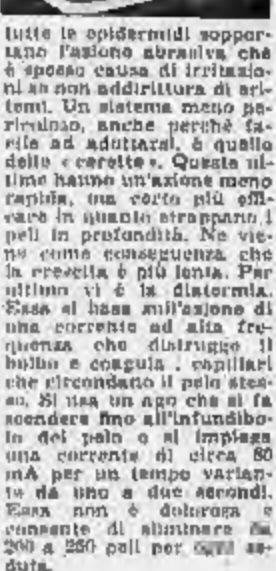 tutte le epidermidi soppor-
tano l'azione abrasiva che
è spesso causa di irritazio-
ni se non addirittura di eri-
temi. Un sistema meno pe-
ricoloso, anche perchè fa-
cile ad adottarsi, è quello
delle « cerette ». Queste ul-
time hanno un'azione meno
rapida, ma certo più effi-
cace in quanto strappano i
peli in profondità. Ne vie-
ne come conseguenza che
la crescita è più lenta. Per
ultimo vi è la diatermia.
Essa si basa sull'azione di
una corrente ad alta fre-
quenza che distrugge il
bulbo e coagula i capillari
che circondano il pelo stes-
so. Si usa un ago che si fa
scendere fino all'infundibo-
lo del pelo e si impiega
una corrente di circa 80
mA per un tempo varian-
te da uno a due secondi.
Essa non è dolorosa e
consente di eliminare da
200 a 250 peli per ogni se-
duta.